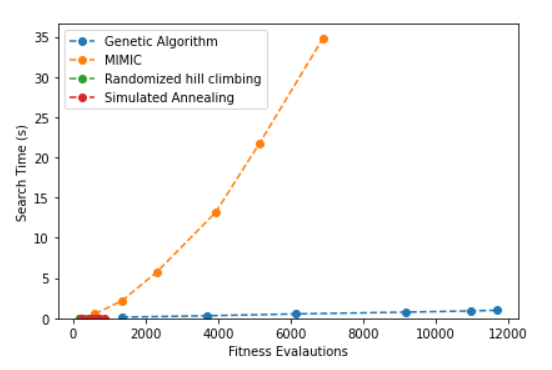 Genetic Algorithm
MIMIC
Randomized hill climbing
Simulated Annealing
35
30
25
20
15
10
5
0
Search Time (s)
0 2000 4000 6000 8000 10000 12000
Fitness Evalautions